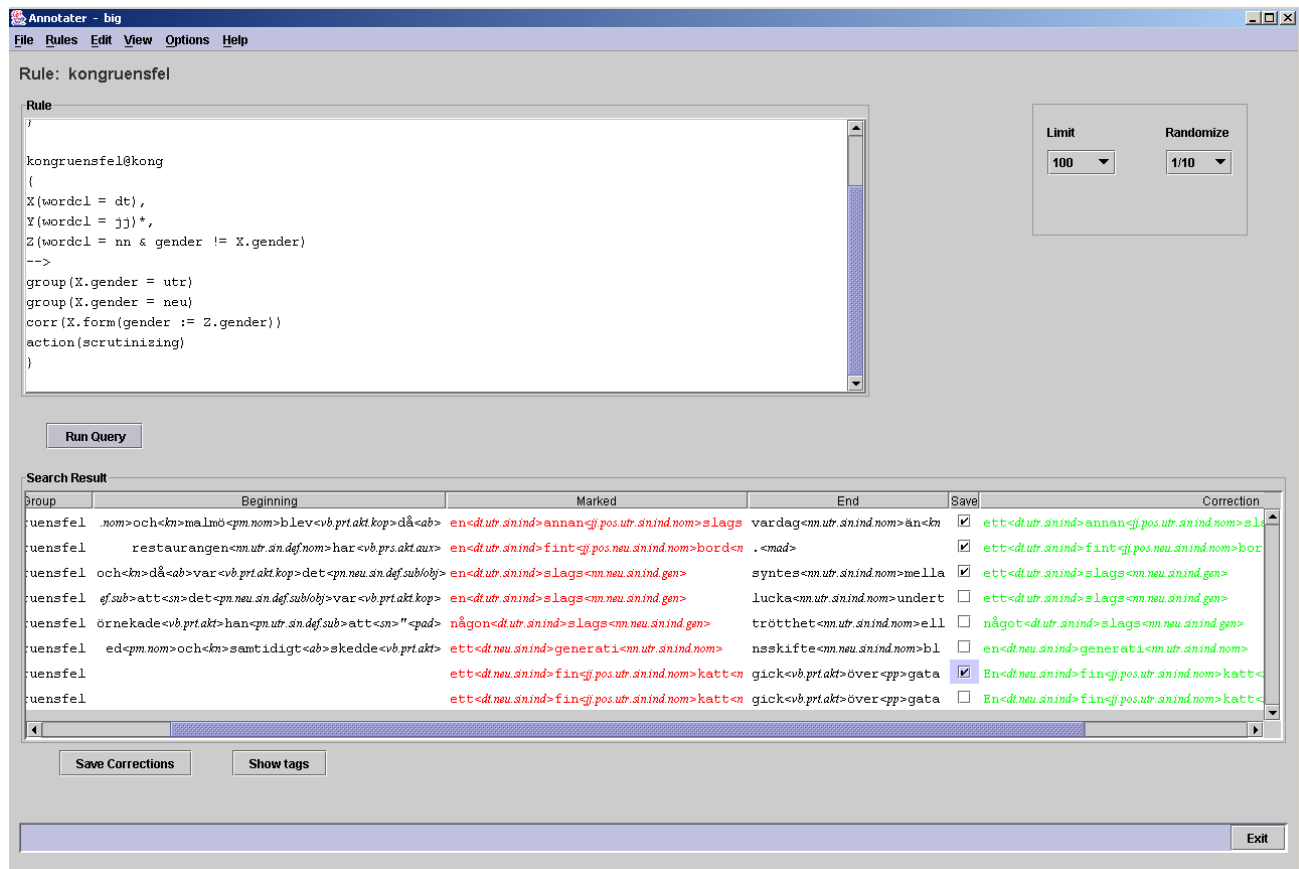 Annotater - big
File Rules Edit View Options Help
Rule: kongruensfel
Rule
}
kongruensfel@kong
{
X(wordcl = dt),
Y(wordcl = jj)*,
Z(wordcl = nn & gender != X.gender)
-->
group(X.gender = utr)
group(X.gender = neu)
corr(X.form(gender := Z.gender))
action(scrutinizing)
}
Limit Randomize
100 1/10
Run Query
Search Result
Group Beginning Marked End Save Correction
ruensfel .nom>och<kn>malmö<pm.nom>blev<vb.prt.akt.kop>då<ab> en<dt.utr.sin.ind>annan<jj.pos.utr.sin.ind.nom>slags vardag<nn.utr.sin.ind.nom>än<kn ett<dt.utr.sin.ind>annan<jj.pos.utr.sin.ind.nom>sla
ruensfel restaurangen<nn.utr.sin.def.nom>har<vb.prs.akt.aux> en<dt.utr.sin.ind>fint<jj.pos.neu.sin.ind.nom>bord<n .<mad> ett<dt.utr.sin.ind>fint<jj.pos.neu.sin.ind.nom>bor
ruensfel och<kn>då<ab>var<vb.prt.akt.kop>det<pn.neu.sin.def.sub/obj> en<dt.utr.sin.ind>slags<nn.neu.sin.ind.gen> syntes<nn.utr.sin.ind.nom>mella ett<dt.utr.sin.ind>slags<nn.neu.sin.ind.gen>
ruensfel ef.sub>att<sn>det<pn.neu.sin.def.sub/obj>var<vb.prt.akt.kop> en<dt.utr.sin.ind>slags<nn.neu.sin.ind.gen> lucka<nn.utr.sin.ind.nom>undert ett<dt.utr.sin.ind>slags<nn.neu.sin.ind.gen>
ruensfel örnekade<vb.prt.akt>han<pn.utr.sin.def.sub>att<sn>"<pad> någon<dt.utr.sin.ind>slags<nn.neu.sin.ind.gen> trötthet<nn.utr.sin.ind.nom>ell något<dt.utr.sin.ind>slags<nn.neu.sin.ind.gen>
ruensfel ed<pm.nom>och<kn>samtidigt<ab>skedde<vb.prt.akt> ett<dt.neu.sin.ind>generati<nn.utr.sin.ind.nom> nsskifte<nn.neu.sin.ind.nom>bl en<dt.neu.sin.ind>generati<nn.utr.sin.ind.nom>
ruensfel ett<dt.neu.sin.ind>fin<jj.pos.utr.sin.ind.nom>katt<n gick<vb.prt.akt>över<pp>gata En<dt.neu.sin.ind>fin<jj.pos.utr.sin.ind.nom>katt<
ruensfel ett<dt.neu.sin.ind>fin<jj.pos.utr.sin.ind.nom>katt<n gick<vb.prt.akt>över<pp>gata En<dt.neu.sin.ind>fin<jj.pos.utr.sin.ind.nom>katt<
Save Corrections Show tags
Exit